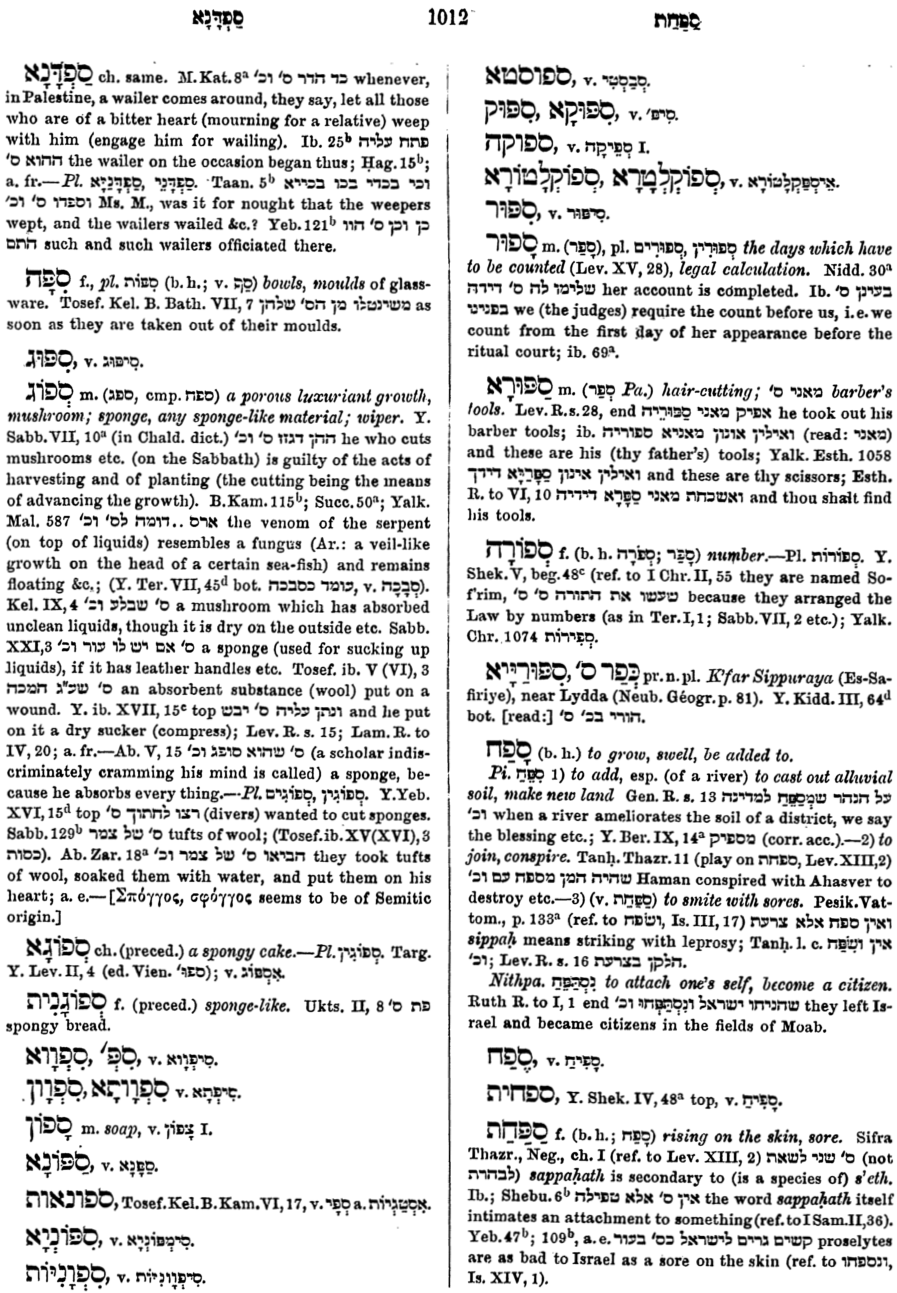 סַפְדָּנָא 1012 סַפַּחַת
סַפְדָּנָא ch. same. M. Kat. 8ᵃ כד הדר ס' וכ' whenever,
in Palestine, a wailer comes around, they say, let all those
who are of a bitter heart (mourning for a relative) weep
with him (engage him for wailing). Ib. 25ᵇ פתח עליה
ההוא ס' the wailer on the occasion began thus; Ḥag. 15ᵇ;
a. fr.—Pl. סַפְדָנֵי, סַפְדָנַיָּא. Taan. 5ᵇ וכי בכדי בכו בכייא
וספדו ס' וכ' Ms. M., was it for nought that the weepers
wept, and the wailers wailed &c.? Yeb. 121ᵇ כן וכן ס' הוו
התם such and such wailers officiated there.
סִפָּה f., pl. סִפּוֹת (b. h.; v. סַף) bowls, moulds of glass-
ware. Tosef. Kel. B. Bath. VII, 7 משינטלו מן הס' שלהן as
soon as they are taken out of their moulds.
סִפּוּג, v. סִיפּוּג.
סְפוֹג m. (ספג, cmp. ספח) a porous luxuriant growth,
mushroom; sponge, any sponge-like material; wiper. Y.
Sabb. VII, 10ᵃ (in Chald. dict.) ההן דגזז ס' וכ' he who cuts
mushrooms etc. (on the Sabbath) is guilty of the acts of
harvesting and of planting (the cutting being the means
of advancing the growth). B. Kam. 115ᵇ; Succ. 50ᵃ; Yalk.
Mal. 587 ארס .. דומה לס' וכ' the venom of the serpent
(on top of liquids) resembles a fungus (Ar.: a veil-like
growth on the head of a certain sea-fish) and remains
floating &c.; (Y. Ter. VII, 45ᵈ bot. עומד כסבכה, v. סְבָכָה).
Kel. IX, 4 ס' שבלע וכ' a mushroom which has absorbed
unclean liquids, though it is dry on the outside etc. Sabb.
XXI, 3 ס' אם יש לו עור וכ' a sponge (used for sucking up
liquids), if it has leather handles etc. Tosef. ib. V (VI), 3
ס' שע"ג המכה an absorbent substance (wool) put on a
wound. Y. ib. XVII, 15ᶜ top ונתן עליה ס' יבש and he put
on it a dry sucker (compress); Lev. R. s. 15; Lam. R. to
IV, 20; a. fr.—Ab. V, 15 ס' שהוא סופג וכ' (a scholar indis-
criminately cramming his mind is called) a sponge, be-
cause he absorbs every thing.—Pl. סְפוֹגִין, סְפוֹגִים. Y. Yeb.
XVI, 15ᵈ top רצו לחתוך ס' (divers) wanted to cut sponges.
Sabb. 129ᵇ ס' של צמר tufts of wool; (Tosef. ib. XV (XVI), 3
כסות). Ab. Zar. 18ᵃ הביאו ס' של צמר וכ' they took tufts
of wool, soaked them with water, and put them on his
heart; a. e.—[Σπόγγος, σφόγγος seems to be of Semitic
origin.]
סְפוֹגָא ch. (preced.) a spongy cake.—Pl. סְפוֹגִין. Targ.
Y. Lev. II, 4 (ed. Vien. 'ספו); v. אֶסְפּוֹג.
סְפוֹגָנִית f. (preced.) sponge-like. Ukts. II, 8 פת ס'
spongy bread.
סִפְּ', סִפְווָא, v. סִיפְווָא.
סִפְוָותָא, סִפְוָון v. סִיפְתָא.
סָפוֹן m. soap, v. צָפוֹן I.
סַפּוֹנָא, v. סַפָּנָא.
ספונאות, Tosef. Kel. B. Kam. VI, 17, v. סְפִי a. אִסְטַגִיוֹת.
סִפּוֹנְיָא, v. סִימְפּוֹנְיָא.
סִפְוָנִיּוֹת, v. סִיפְווֹנִיּוֹת.
ספוסטא, v. סְבַסְטִי.
סִפּוּקָא, סִפּוּק, v. סִיפּ'.
ספוקה, v. סְפֵיקָה I.
סְפוֹקְלְטָרָא, סְפוֹקְלָטוֹרָא, v. אִיסְפַּקְלָטוֹרָא.
סִפּוּר, v. סִיפּוּר.
סָפוּר m. (סָפַר), pl. סְפוּרִים, סְפוּרִין the days which have
to be counted (Lev. XV, 28), legal calculation. Nidd. 30ᵃ
שלימו לה ס' דידה her account is completed. Ib. בעינן ס'
בפנינו we (the judges) require the count before us, i. e. we
count from the first day of her appearance before the
ritual court; ib. 69ᵃ.
סַפּוּרָא m. (סְפַר Pa.) hair-cutting; מאני ס' barber's
tools. Lev. R. s. 28, end אפיק מאני סַפּוּרֵיה he took out his
barber tools; ib. ואילין אונון מאניא ספוריה (read: מאני)
and these are his (thy father's) tools; Yalk. Esth. 1058
ואילין אינון סַפְּרַיָּא דידך and these are thy scissors; Esth.
R. to VI, 10 ואשכחת מאני סַפָּרָא דידיה and thou shalt find
his tools.
סְפוֹרָה f. (b. h. סְפֹרָה; סָפַר) number.—Pl. סְפוֹרוֹת. Y.
Shek. V, beg. 48ᶜ (ref. to I Chr. II, 55 they are named So-
f'rim, שעשו את התורה ס' ס' because they arranged the
Law by numbers (as in Ter. I, 1; Sabb. VII, 2 etc.); Yalk.
Chr. 1074 סְפִירוֹת.
כְּפַר ס', סִפּוּרַיָּיא pr. n. pl. K'far Sippuraya (Es-Sa-
firiye), near Lydda (Neub. Géogr. p. 81). Y. Kidd. III, 64ᵈ
bot. [read:] הורי בכ' ס'.
סָפַח (b. h.) to grow, swell, be added to.
Pi. סִפֵּחַ 1) to add, esp. (of a river) to cast out alluvial
soil, make new land Gen. R. s. 13 על הנהר שמְסַפֵּחַ למדינה
וכ' when a river ameliorates the soil of a district, we say
the blessing etc.; Y. Ber. IX, 14ᵃ מספיק (corr. acc.).—2) to
join, conspire. Tanḥ. Thazr. 11 (play on ספחת, Lev. XIII, 2)
שהיה המן מספח עם וכ' Haman conspired with Ahasver to
destroy etc.—3) (v. סַפַּחַת) to smite with sores. Pesik. Vat-
tom., p. 133ᵃ (ref. to ושפח, Is. III, 17) ואין ספח אלא צרעת
sippaḥ means striking with leprosy; Tanḥ. l. c. אין ושִׂפַּח
וכ'; Lev. R. s. 16 הלקן בצרעת.
Nithpa. נִסְתַּפֵּחַ to attach one's self, become a citizen.
Ruth R. to I, 1 end שהניחו ישראל ונִסְתַּפְּחוּ וכ' they left Is-
rael and became citizens in the fields of Moab.
סֶפַח, v. סָפִיחַ.
ספחית, Y. Shek. IV, 48ᵃ top, v. סָפִיחַ.
סַפַּחַת f. (b. h.; סָפַח) rising on the skin, sore. Sifra
Thazr., Neg., ch. I (ref. to Lev. XIII, 2) ס' שני לשאת (not
לבהרת) sappaḥath is secondary to (is a species of) s'eth.
Ib.; Shebu. 6ᵇ אין ס' אלא טפילה the word sappaḥath itself
intimates an attachment to something (ref. to I Sam. II, 36).
Yeb. 47ᵇ; 109ᵇ, a. e. קשים גרים לישראל כס' בעור proselytes
are as bad to Israel as a sore on the skin (ref. to ונספחו,
Is. XIV, 1).